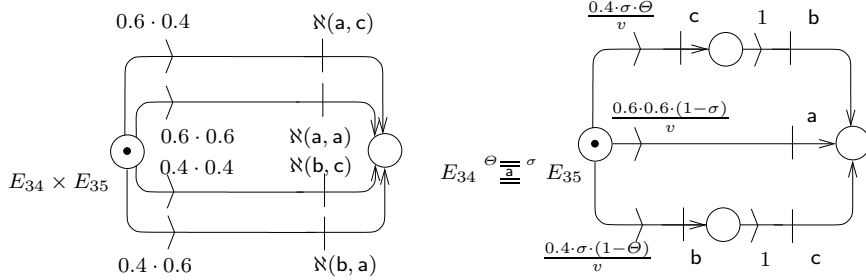 0.6 · 0.4
ℵ(a, c)
0.6 · 0.6
ℵ(a, a)
0.4 · 0.4
ℵ(b, c)
E₃₄ × E₃₅
0.4 · 0.6
ℵ(b, a)
0.4·σ·Θ
v
c
1
b
0.6·0.6·(1−σ)
v
a
E₃₄ Θ≡ₐσ E₃₅
0.4·σ·(1−Θ)
v
b
1
c